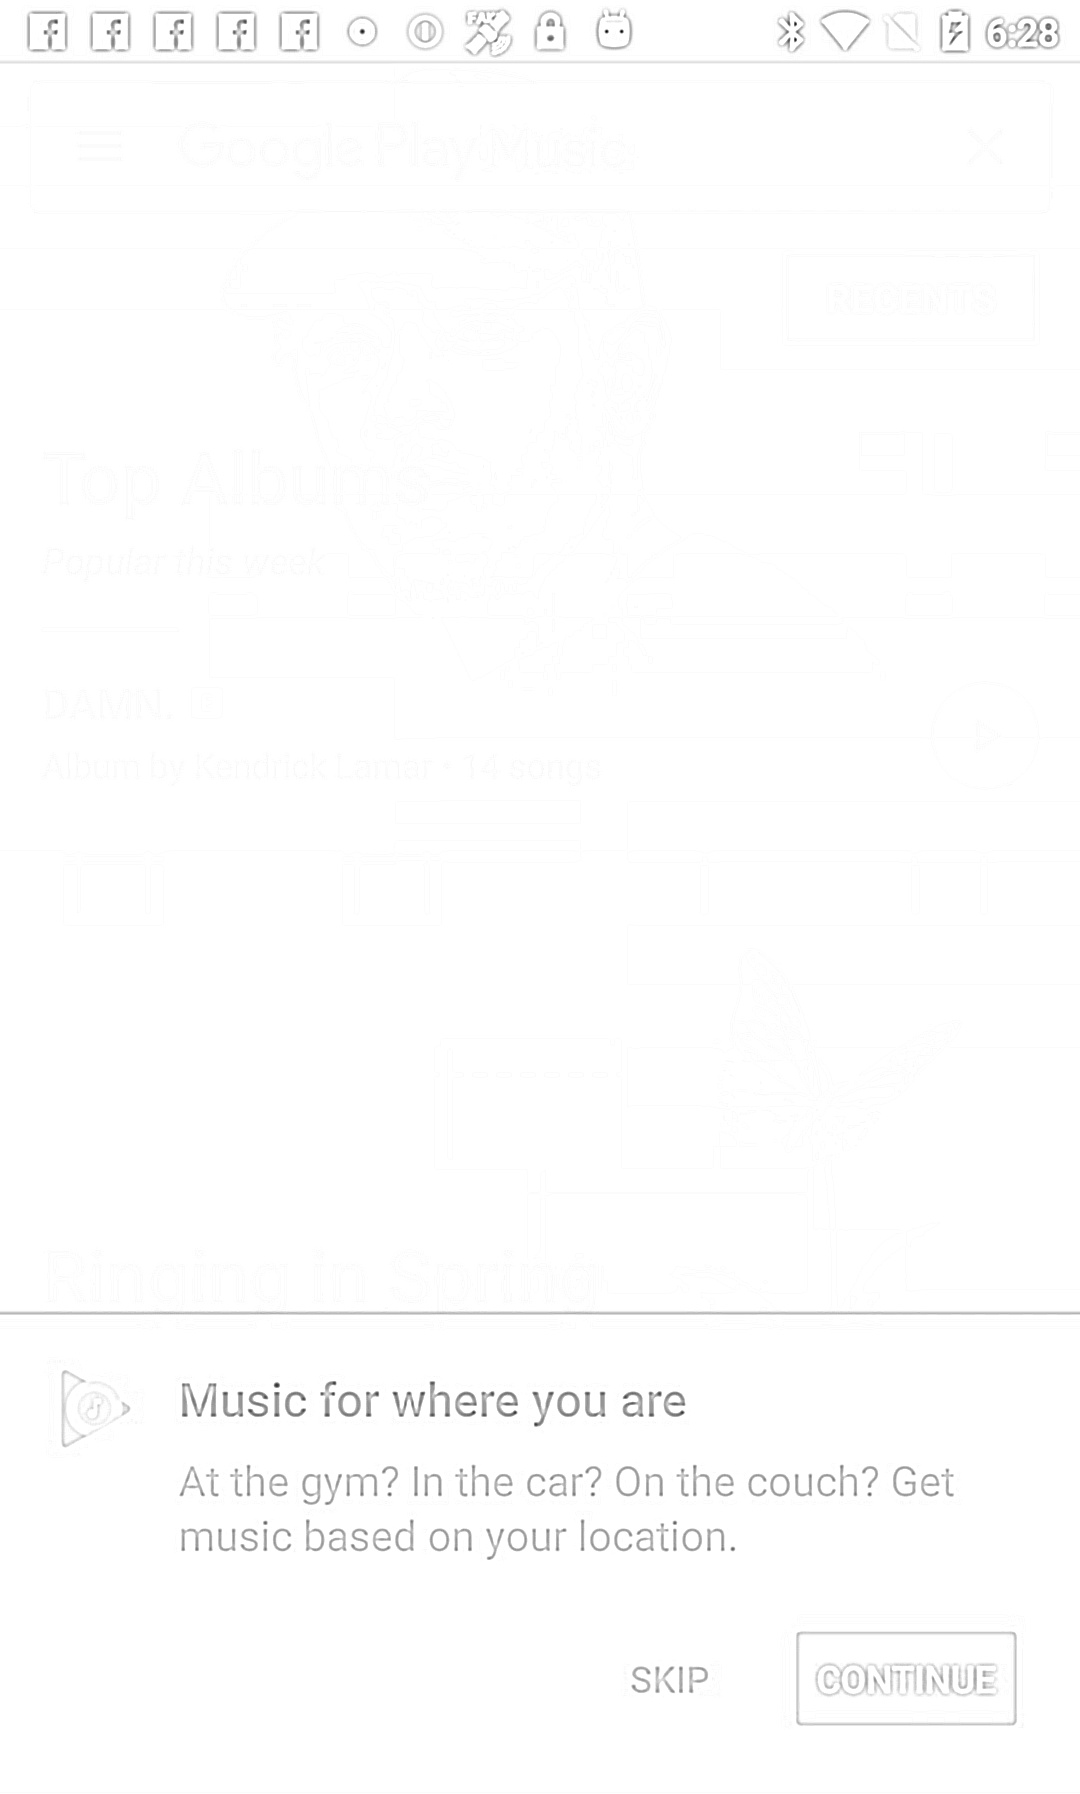 6:28
Google Play Music
RECENTS
Top Albums
Popular this week
DAMN.
Album by Kendrick Lamar • 14 songs
Ringing in Spring
Music for where you are
At the gym? In the car? On the couch? Get
music based on your location.
SKIP
CONTINUE